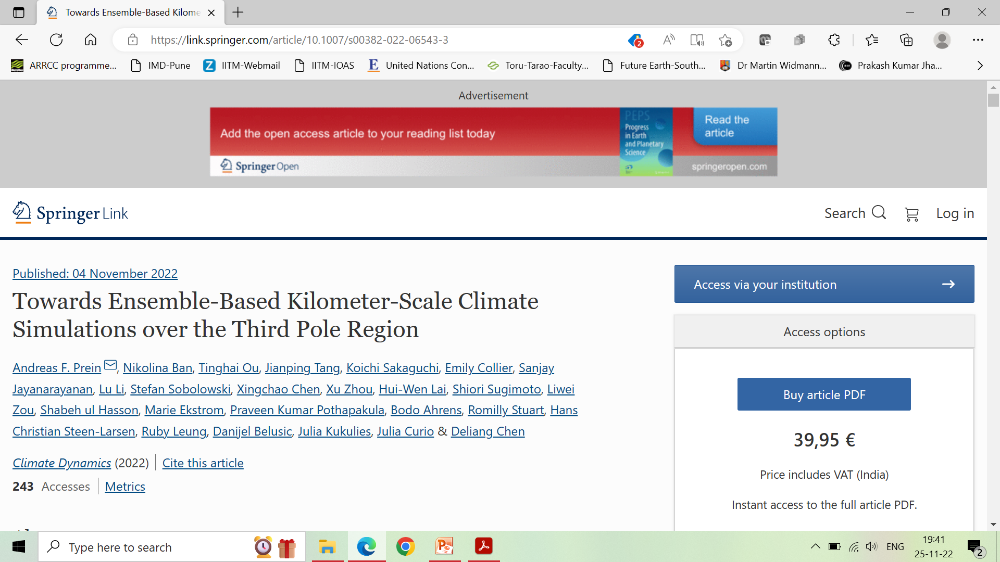 Towards Ensemble-Based Kilome
https://link.springer.com/article/10.1007/s00382-022-06543-3
2
ARRCC programme... IMD-Pune IITM-Webmail IITM-IOAS United Nations Con... Toru-Tarao-Faculty... Future Earth-South... Dr Martin Widmann... Prakash Kumar Jha...
Advertisement
Add the open access article to your reading list today
PEPS
Progress
in Earth
and Planetary
Science
Read the
article
Springer Open
springeropen.com
Springer Link
Search
Log in
Published: 04 November 2022
Towards Ensemble-Based Kilometer-Scale Climate
Simulations over the Third Pole Region
Andreas F. Prein, Nikolina Ban, Tinghai Ou, Jianping Tang, Koichi Sakaguchi, Emily Collier, Sanjay
Jayanarayanan, Lu Li, Stefan Sobolowski, Xingchao Chen, Xu Zhou, Hui-Wen Lai, Shiori Sugimoto, Liwei
Zou, Shabeh ul Hasson, Marie Ekstrom, Praveen Kumar Pothapakula, Bodo Ahrens, Romilly Stuart, Hans
Christian Steen-Larsen, Ruby Leung, Danijel Belusic, Julia Kukulies, Julia Curio & Deliang Chen
Climate Dynamics (2022) Cite this article
243 Accesses Metrics
Access via your institution
Access options
Buy article PDF
39,95 €
Price includes VAT (India)
Instant access to the full article PDF.
Type here to search
ENG
19:41
25-11-22
2